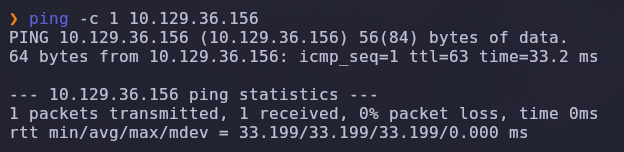 ❯ ping -c 1 10.129.36.156
PING 10.129.36.156 (10.129.36.156) 56(84) bytes of data.
64 bytes from 10.129.36.156: icmp_seq=1 ttl=63 time=33.2 ms
--- 10.129.36.156 ping statistics ---
1 packets transmitted, 1 received, 0% packet loss, time 0ms
rtt min/avg/max/mdev = 33.199/33.199/33.199/0.000 ms